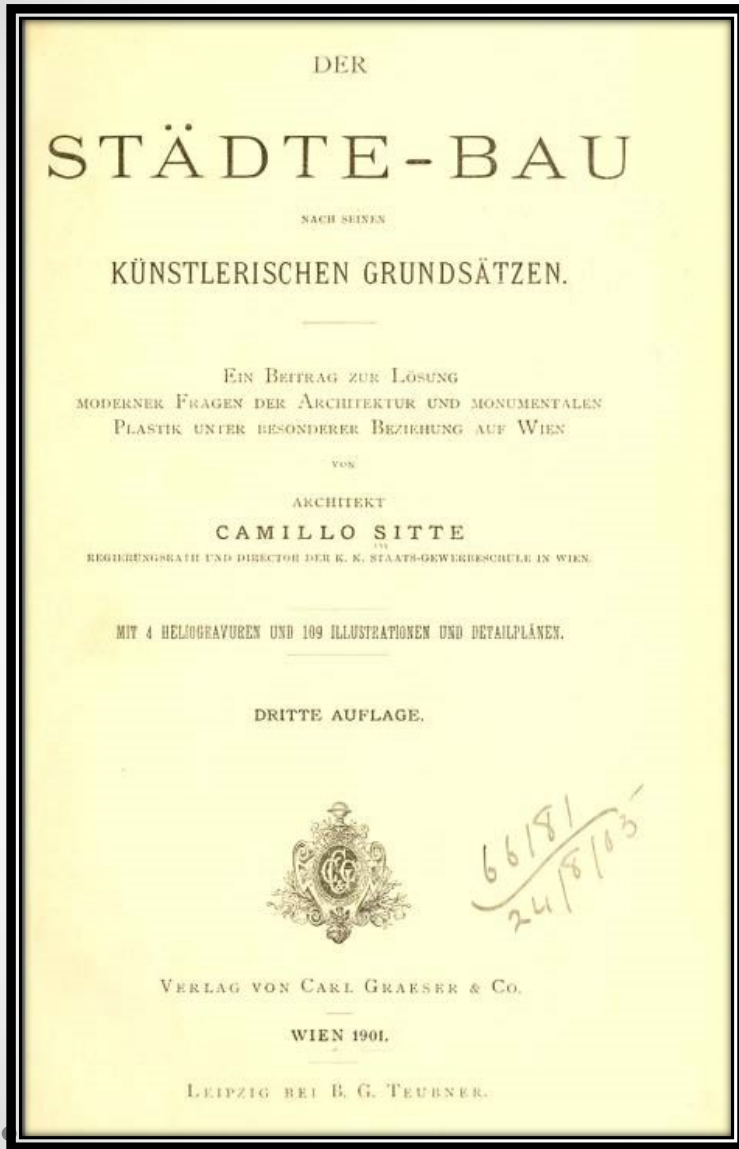 DER
STÄDTE-BAU
NACH SEINEN
KÜNSTLERISCHEN GRUNDSÄTZEN.
EIN BEITRAG ZUR LÖSUNG
MODERNER FRAGEN DER ARCHITEKTUR UND MONUMENTALEN
PLASTIK UNTER BESONDERER BEZIEHUNG AUF WIEN
VON
ARCHITEKT
CAMILLO SITTE
REGIERUNGSRATH UND DIRECTOR DER K. K. STAATS-GEWERBESCHULE IN WIEN.
MIT 4 HELIOGRAVUREN UND 109 ILLUSTRATIONEN UND DETAILPLÄNEN.
DRITTE AUFLAGE.
66181
24/8/03
VERLAG VON CARL GRAESER & CO.
WIEN 1901.
LEIPZIG BEI B. G. TEUBNER.